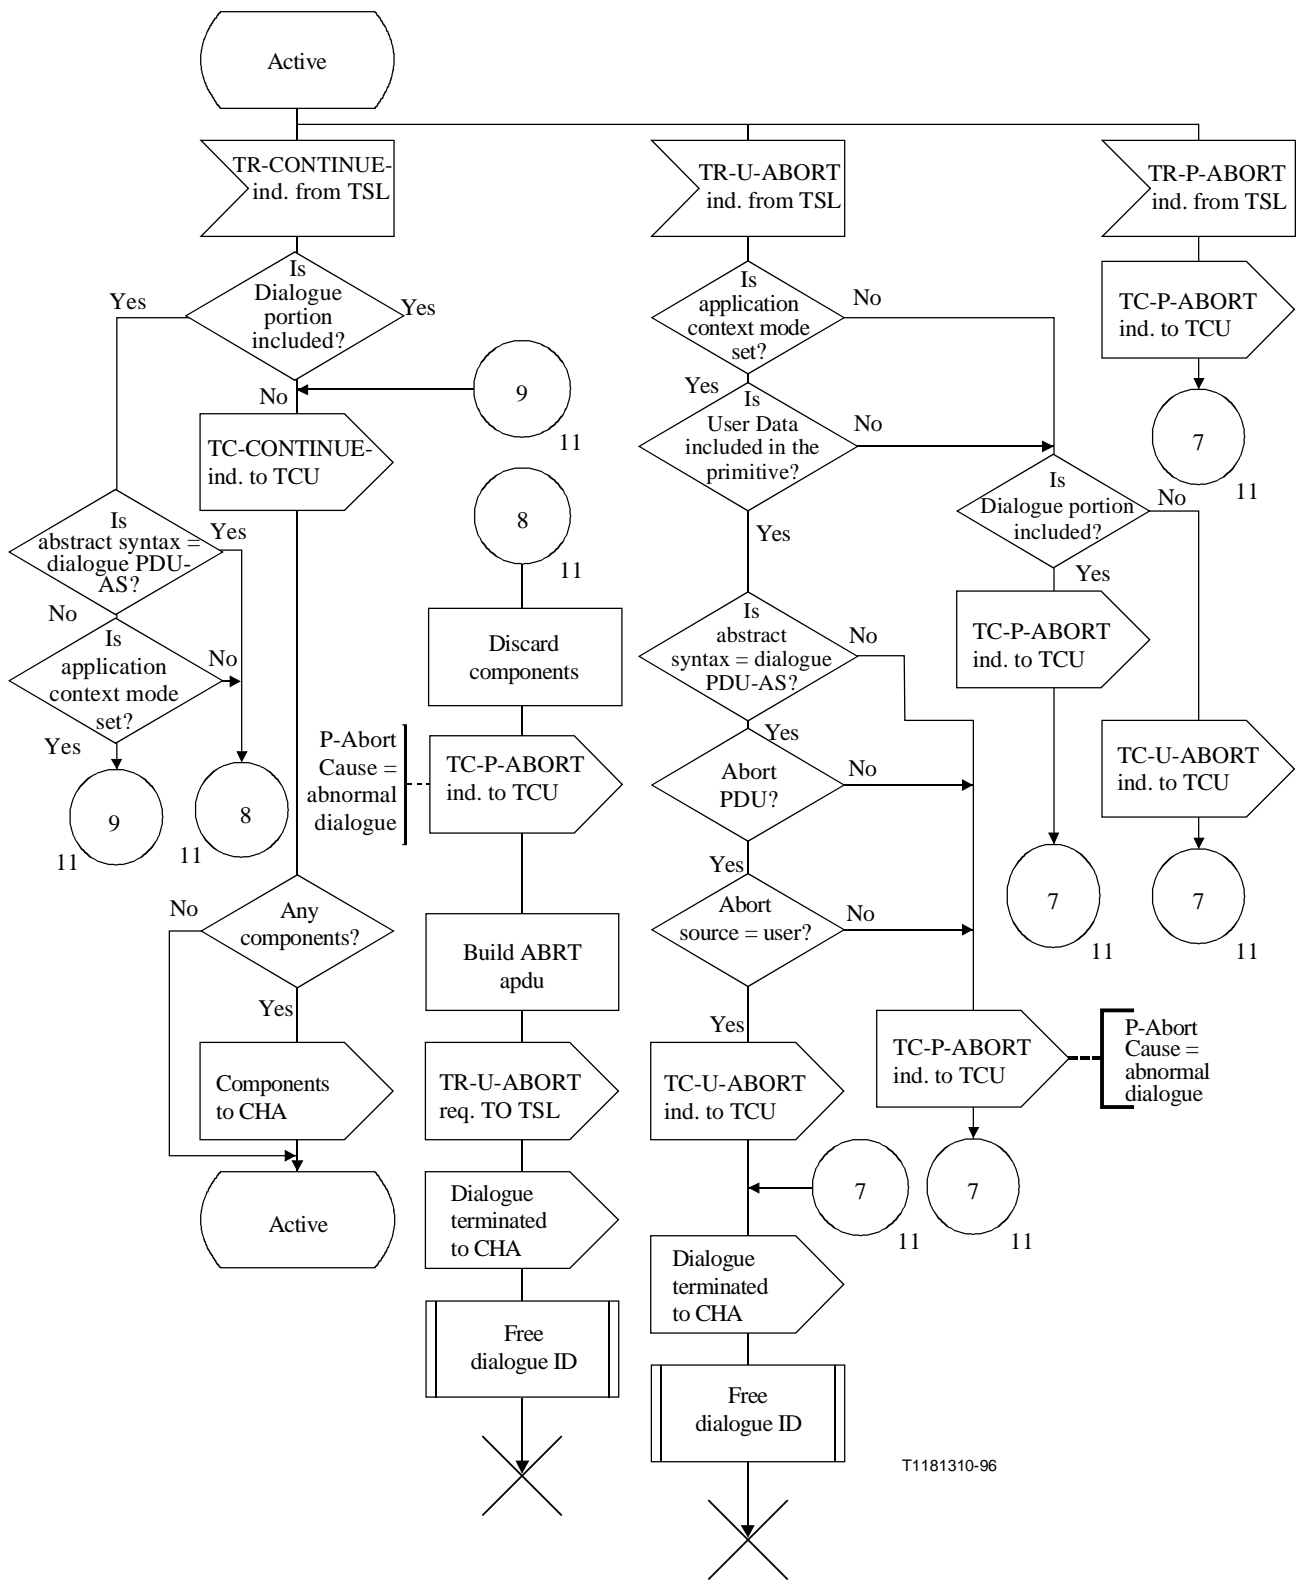 Active
TR-CONTINUE-
ind. from TSL
TR-U-ABORT
ind. from TSL
TR-P-ABORT
ind. from TSL
Is
Dialogue
portion
included?
Yes
Yes
No
Is
application
context mode
set?
No
Yes
TC-P-ABORT
ind. to TCU
7
11
9
11
TC-CONTINUE-
ind. to TCU
Is
User Data
included in the
primitive?
No
Yes
Is
Dialogue portion
included?
No
Yes
8
11
Is
abstract syntax =
dialogue PDU-
AS?
Yes
No
Is
application
context mode
set?
No
Yes
9
11
8
11
Discard
components
P-Abort
Cause =
abnormal
dialogue
TC-P-ABORT
ind. to TCU
Is
abstract
syntax = dialogue
PDU-AS?
No
Yes
TC-P-ABORT
ind. to TCU
TC-U-ABORT
ind. to TCU
Abort
PDU?
No
Yes
7
11
7
11
Any
components?
No
Yes
Build ABRT
apdu
Abort
source = user?
No
Yes
Components
to CHA
TR-U-ABORT
req. TO TSL
TC-U-ABORT
ind. to TCU
TC-P-ABORT
ind. to TCU
P-Abort
Cause =
abnormal
dialogue
Active
Dialogue
terminated
to CHA
7
11
7
11
Dialogue
terminated
to CHA
Free
dialogue ID
Free
dialogue ID
T1181310-96